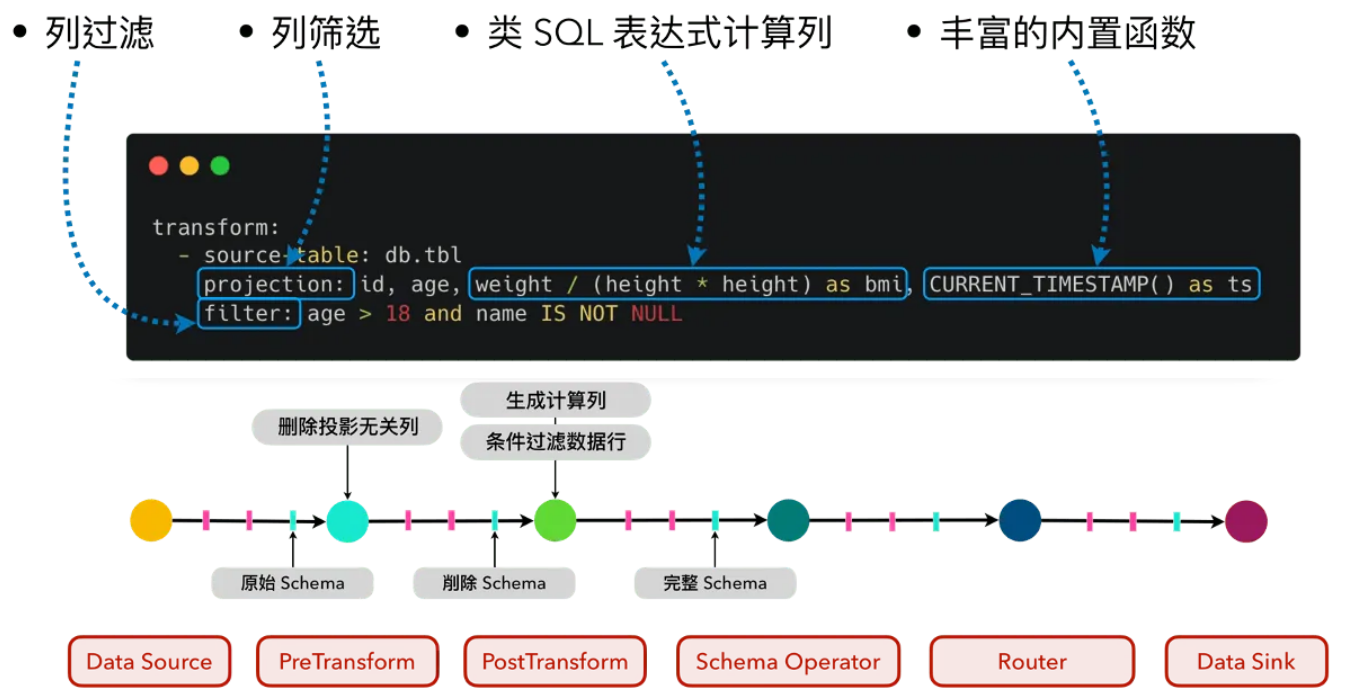 • 列过滤 • 列筛选 • 类 SQL 表达式计算列 • 丰富的内置函数
transform:
- source-table: db.tbl
projection: id, age, weight / (height * height) as bmi, CURRENT_TIMESTAMP() as ts
filter: age > 18 and name IS NOT NULL
生成计算列
删除投影无关列
条件过滤数据行
原始 Schema
削除 Schema
完整 Schema
Data Source
PreTransform
PostTransform
Schema Operator
Router
Data Sink